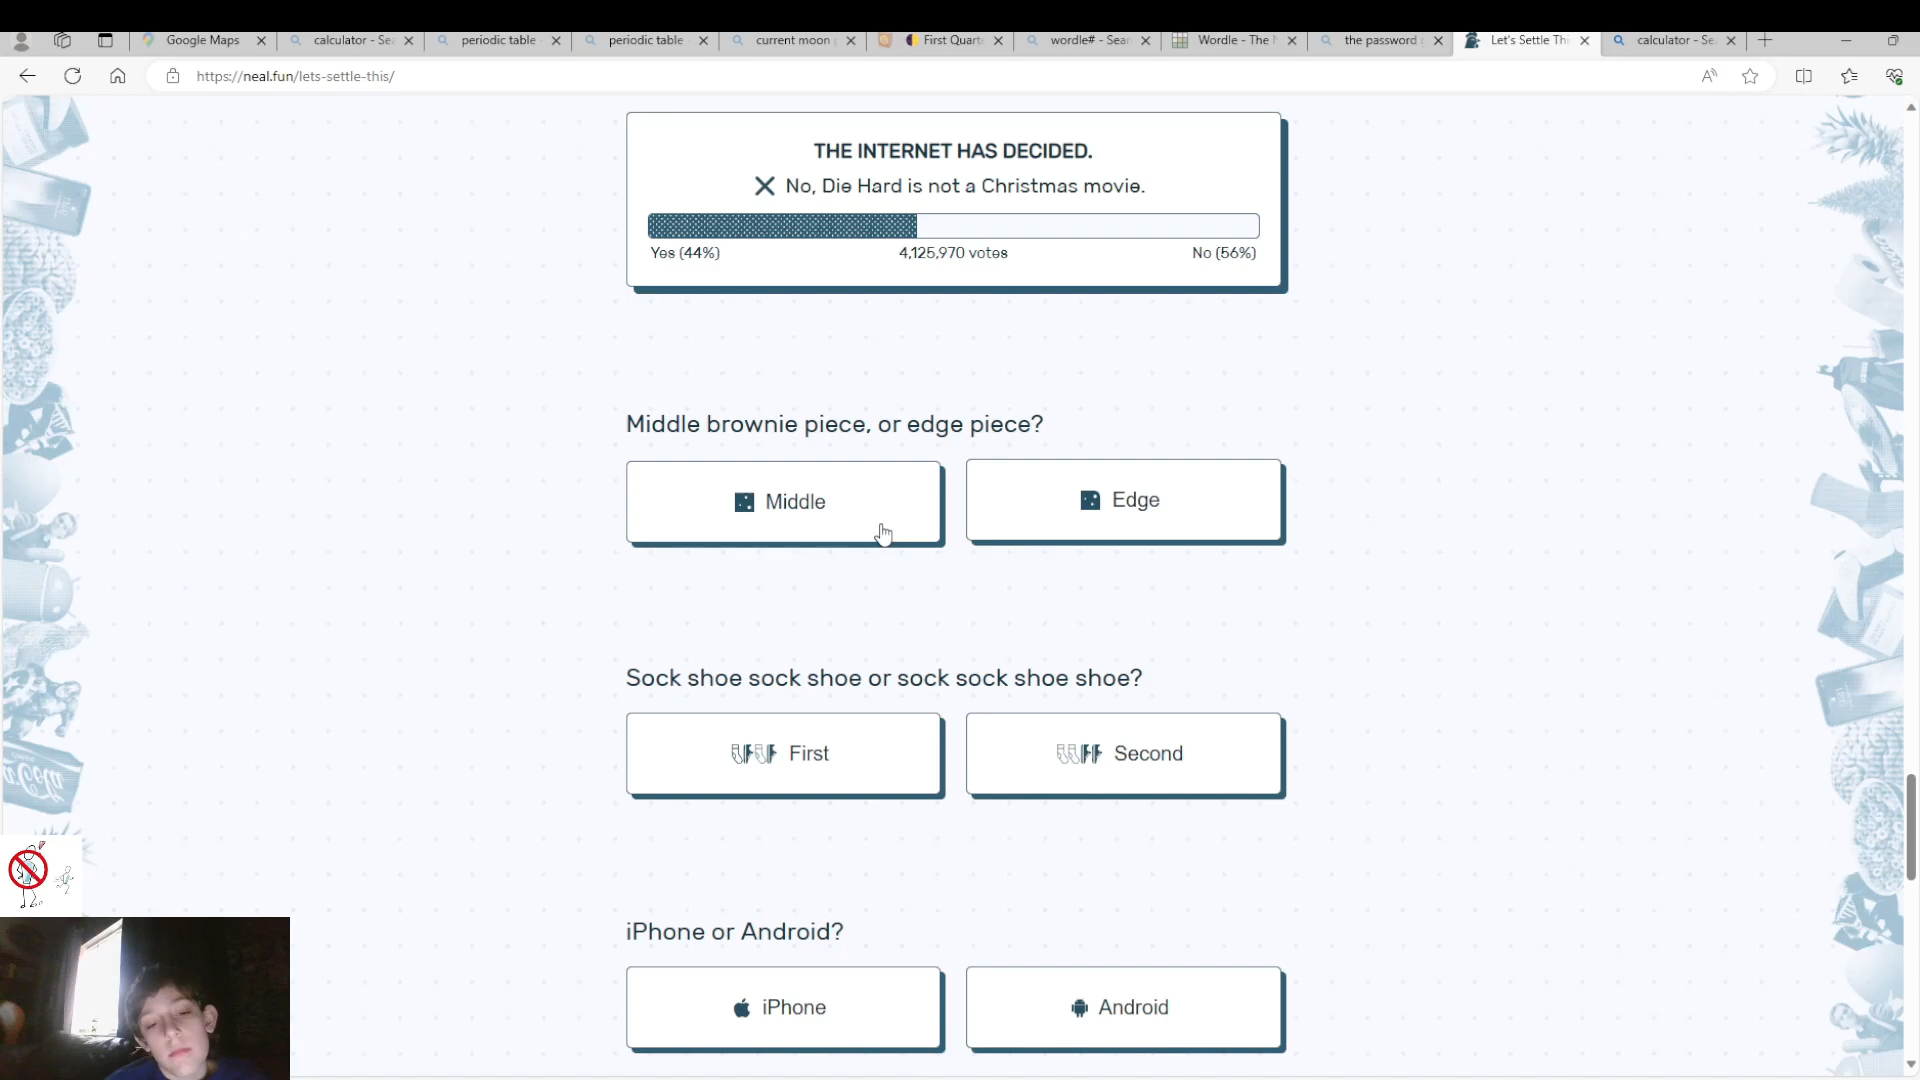 Google Maps
calculator - Se
periodic table
periodic table
current moon
First Quart
wordle# - Sear
Wordle - The
the password
Let's Settle Thi
calculator - Se
https://neal.fun/lets-settle-this/
THE INTERNET HAS DECIDED.
No, Die Hard is not a Christmas movie.
Yes (44%)
4,125,970 votes
No (56%)
Middle brownie piece, or edge piece?
Middle
Edge
Sock shoe sock shoe or sock sock shoe shoe?
First
Second
iPhone or Android?
iPhone
Android